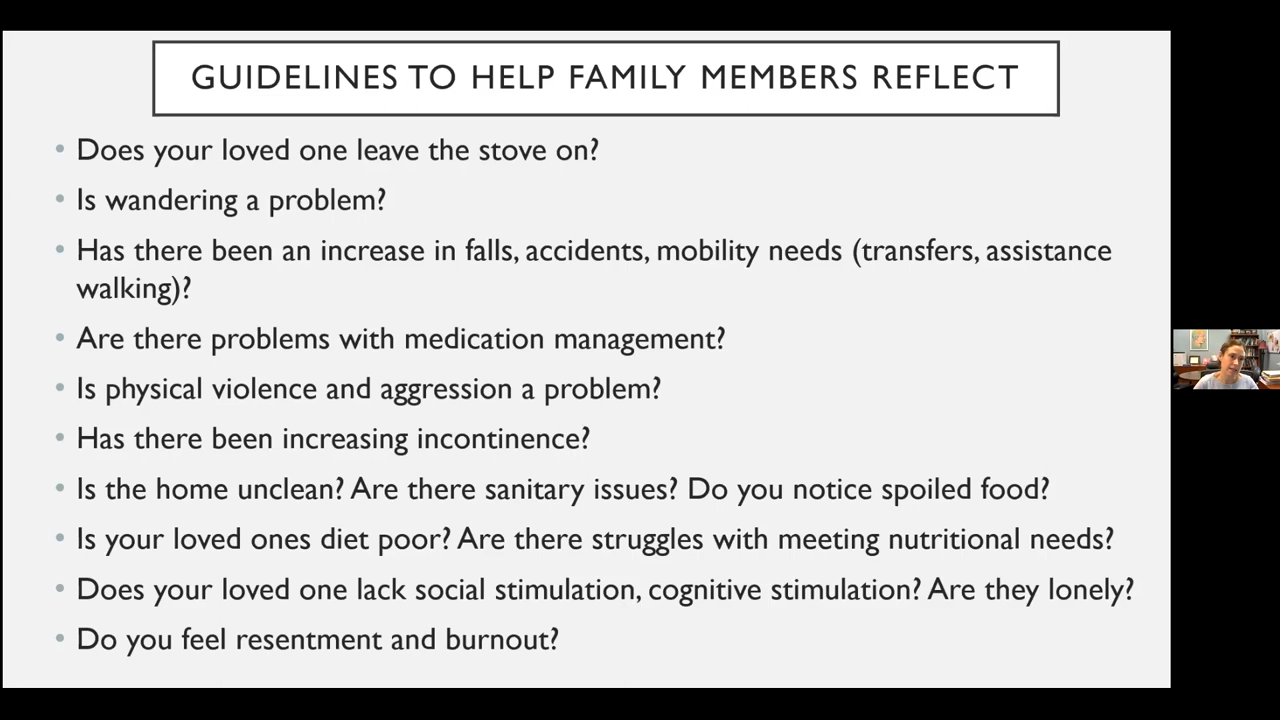 GUIDELINES TO HELP FAMILY MEMBERS REFLECT
• Does your loved one leave the stove on?
• Is wandering a problem?
• Has there been an increase in falls, accidents, mobility needs (transfers, assistance
walking)?
• Are there problems with medication management?
• Is physical violence and aggression a problem?
• Has there been increasing incontinence?
• Is the home unclean? Are there sanitary issues? Do you notice spoiled food?
• Is your loved ones diet poor? Are there struggles with meeting nutritional needs?
• Does your loved one lack social stimulation, cognitive stimulation? Are they lonely?
• Do you feel resentment and burnout?